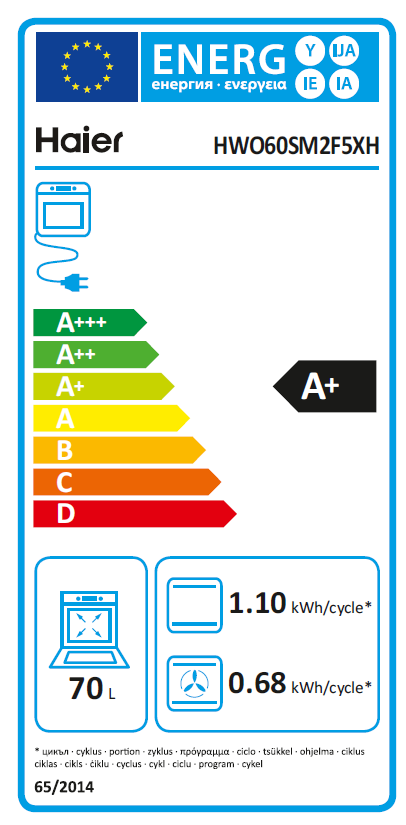 ENERG Y IJA
енергия · ενεργεια IE IA
Haier HWO60SM2F5XH
A+++
A++
A+ A+
A
B
C
D
70 L
1.10 kWh/cycle*
0.68 kWh/cycle*
* цикъл · cyklus · portion · zyklus · πρόγραμμα · ciclo · tsükkel · ohjelma · ciklus
ciklas · cikls · ċiklu · cyclus · cykl · ciclu · program · cykel
65/2014